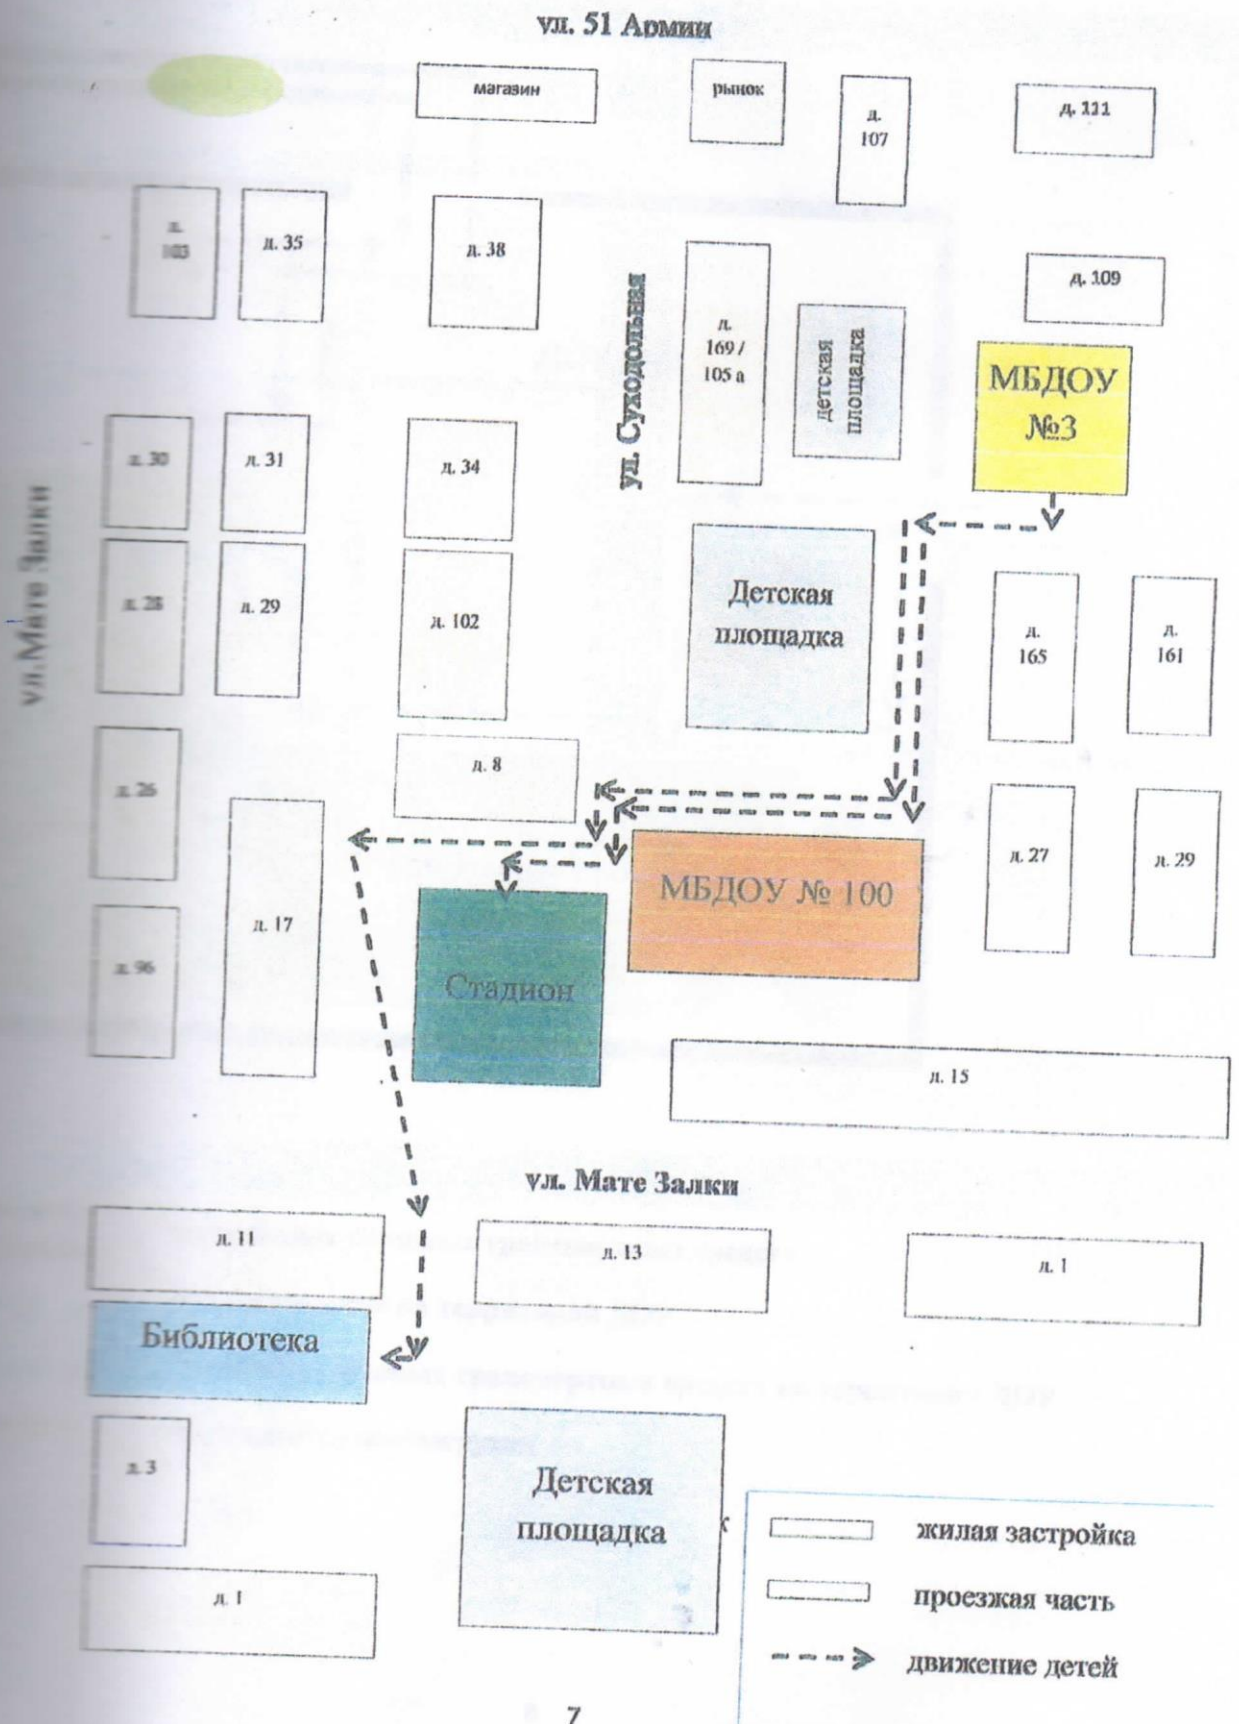 ул. 51 Армии
магазин
рынок
д.
107
д. 111
д.
103
д. 35
д. 38
ул. Суходольная
д.
169 /
105 а
детская
площадка
д. 109
МБДОУ
№3
д. 30
д. 31
д. 34
ул.Мате Залки
д. 28
д. 29
д. 102
Детская
площадка
д.
165
д.
161
д. 26
д. 8
д. 27
д. 29
МБДОУ № 100
д. 17
д. 96
Стадион
д. 15
ул. Мате Залки
д. 11
д. 13
д. 1
Библиотека
д. 3
Детская
площадка
д. 1
жилая застройка
проезжая часть
движение детей
7